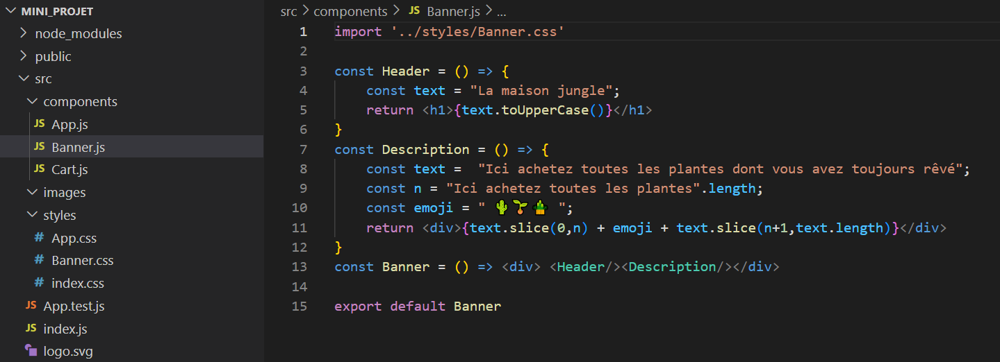 MINI_PROJET
node_modules
public
src
components
JS App.js
JS Banner.js
JS Cart.js
images
styles
# App.css
# Banner.css
# index.css
JS App.test.js
JS index.js
logo.svg
src > components > JS Banner.js > ...
1 import '../styles/Banner.css'
2
3 const Header = () => {
4     const text = "La maison jungle";
5     return <h1>{text.toUpperCase()}</h1>
6 }
7 const Description = () => {
8     const text =  "Ici achetez toutes les plantes dont vous avez toujours rêvé";
9     const n = "Ici achetez toutes les plantes".length;
10     const emoji = " 🌵🌱🪴 ";
11     return <div>{text.slice(0,n) + emoji + text.slice(n+1,text.length)}</div>
12 }
13 const Banner = () => <div> <Header/><Description/></div>
14
15 export default Banner